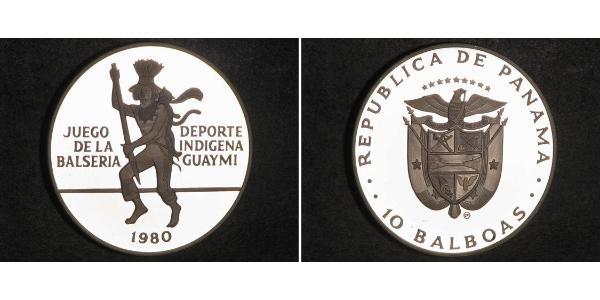 JUEGO DEPORTE
DE LA INDIGENA
BALSERIA GUAYMI
1980
REPUBLICA DE PANAMA
10 BALBOAS